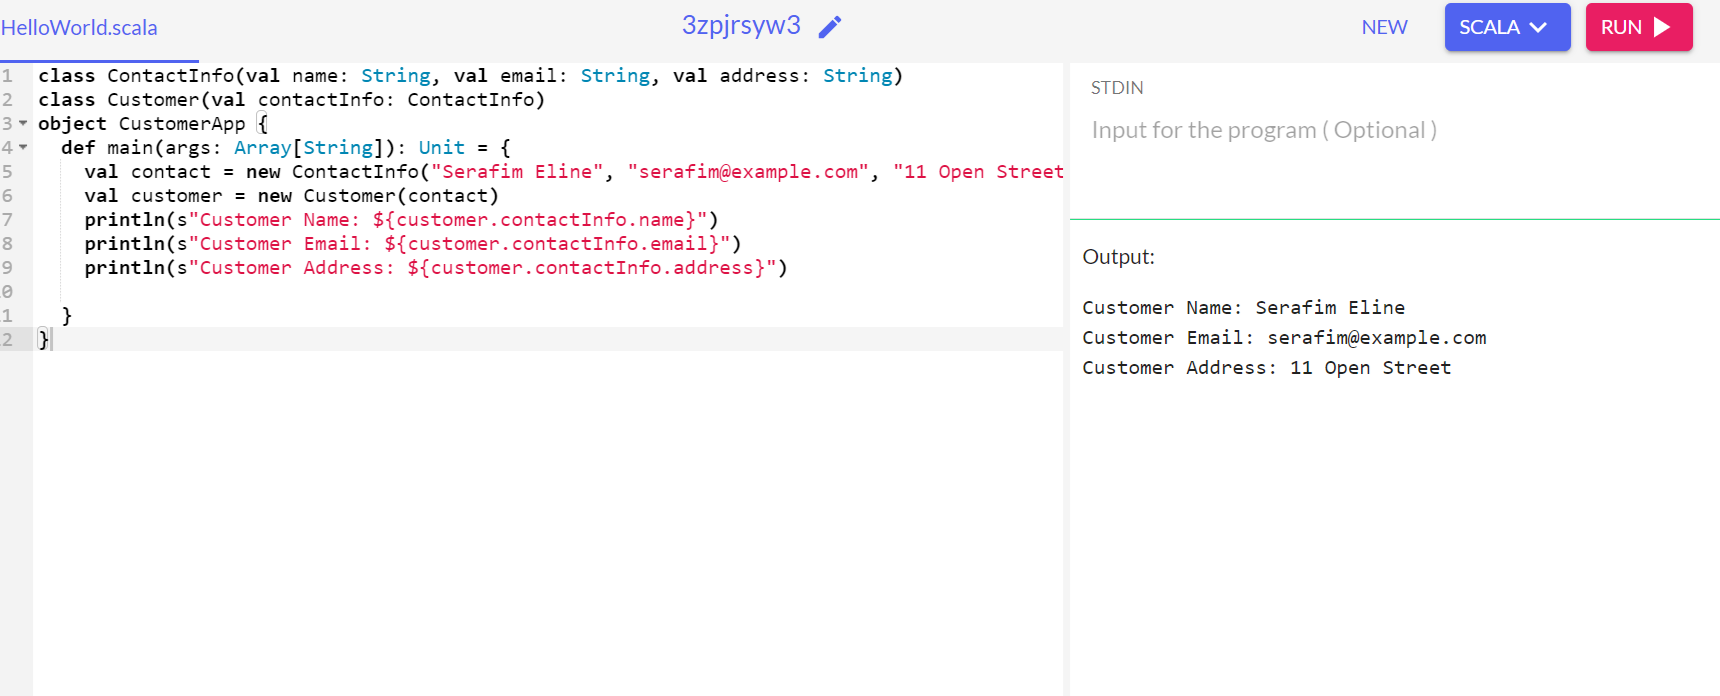 HelloWorld.scala
3zpjrsyw3
NEW
SCALA
RUN
1 class ContactInfo(val name: String, val email: String, val address: String)
2 class Customer(val contactInfo: ContactInfo)
3 object CustomerApp {
4 def main(args: Array[String]): Unit = {
5 val contact = new ContactInfo("Serafim Eline", "serafim@example.com", "11 Open Street
6 val customer = new Customer(contact)
7 println(s"Customer Name: ${customer.contactInfo.name}")
8 println(s"Customer Email: ${customer.contactInfo.email}")
9 println(s"Customer Address: ${customer.contactInfo.address}")
0
1 }
2 }
STDIN
Input for the program ( Optional )
Output:
Customer Name: Serafim Eline
Customer Email: serafim@example.com
Customer Address: 11 Open Street